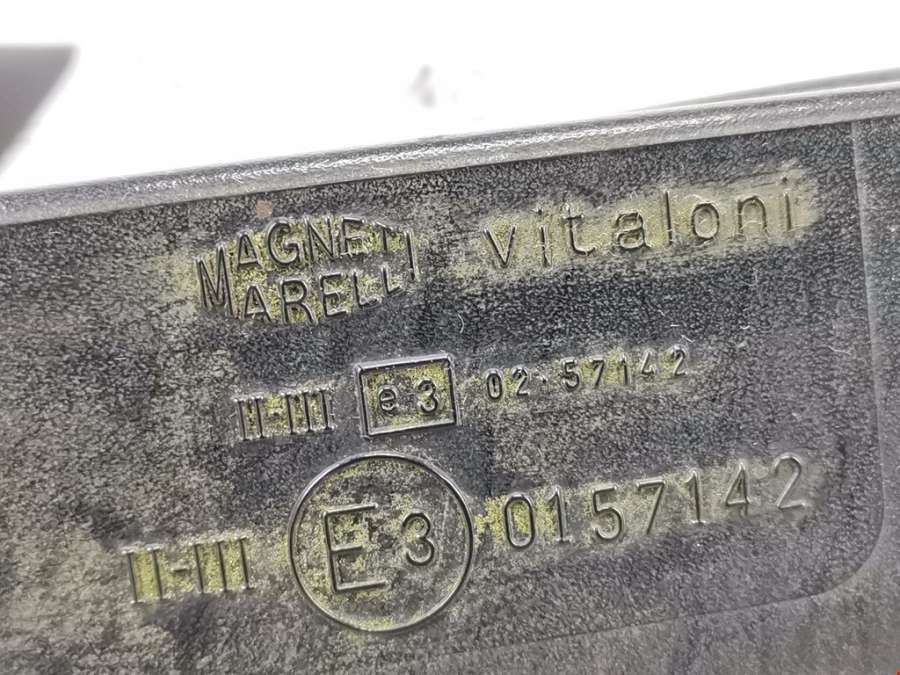 MAGNETI
MARELLI
vitaloni
II-III e3 02·57142
II-III E3 0157142